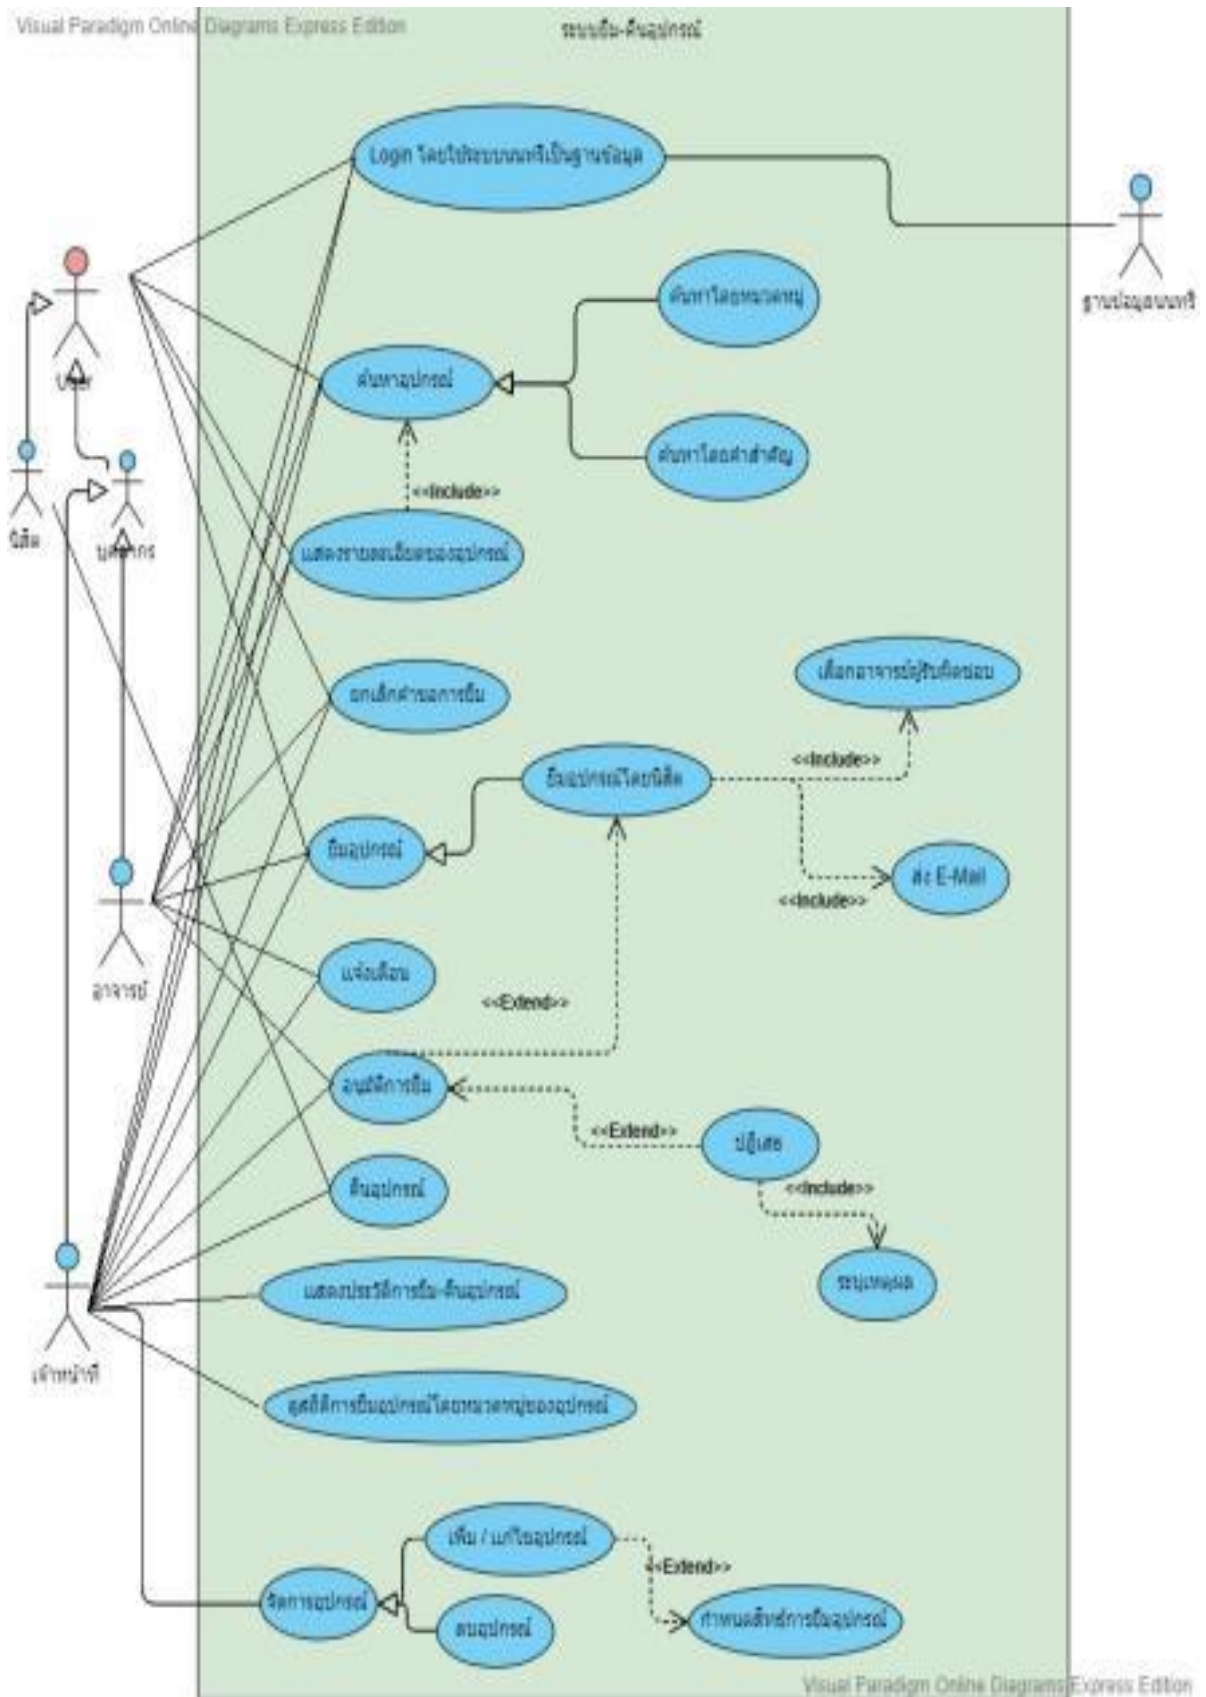 Visual Paradigm Online Diagrams Express Edition
ระบบยืม-คืนอุปกรณ์
Login โดยใช้ระบบนนทรีเป็นฐานข้อมูล
ฐานข้อมูลนนทรี
ค้นหาโดยหมวดหมู่
User
ค้นหาอุปกรณ์
ค้นหาโดยคำสำคัญ
<<Include>>
นิสิต
บุคลากร
แสดงรายละเอียดของอุปกรณ์
เลือกอาจารย์ผู้รับผิดชอบ
ยกเลิกคำขอการยืม
<<Include>>
ยืมอุปกรณ์โดยนิสิต
ยืมอุปกรณ์
ส่ง E-Mail
<<Include>>
แจ้งเตือน
อาจารย์
<<Extend>>
อนุมัติการยืม
<<Extend>>
ปฏิเสธ
คืนอุปกรณ์
<<Include>>
ระบุเหตุผล
แสดงประวัติการยืม-คืนอุปกรณ์
เจ้าหน้าที่
ดูสถิติการยืมอุปกรณ์โดยหมวดหมู่ของอุปกรณ์
เพิ่ม / แก้ไขอุปกรณ์
<<Extend>>
จัดการอุปกรณ์
กำหนดสิทธิ์การยืมอุปกรณ์
ลบอุปกรณ์
Visual Paradigm Online Diagrams Express Edition